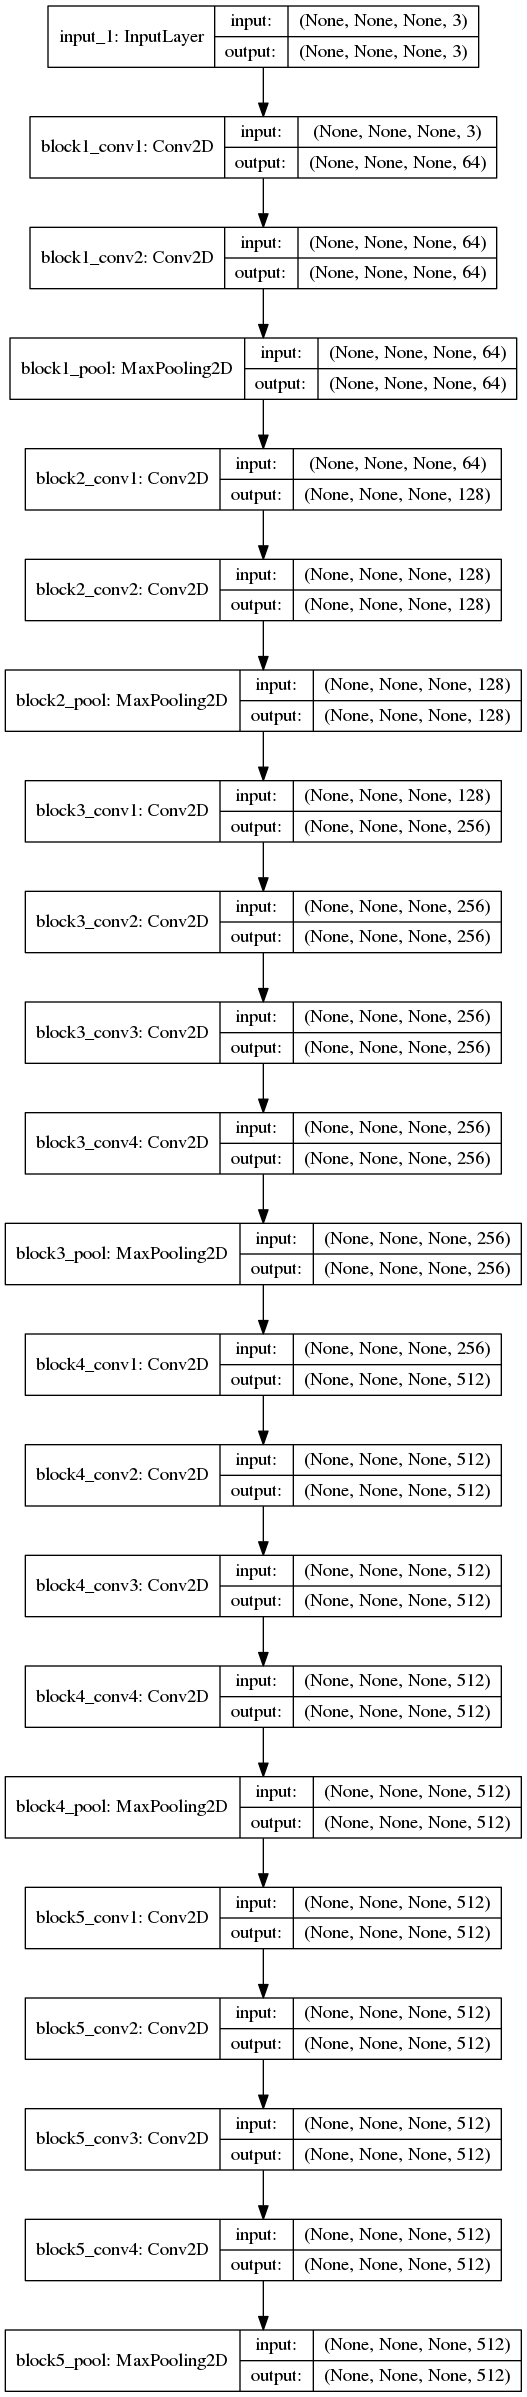 input_1: InputLayer
input: (None, None, None, 3)
output: (None, None, None, 3)
block1_conv1: Conv2D
input: (None, None, None, 3)
output: (None, None, None, 64)
block1_conv2: Conv2D
input: (None, None, None, 64)
output: (None, None, None, 64)
block1_pool: MaxPooling2D
input: (None, None, None, 64)
output: (None, None, None, 64)
block2_conv1: Conv2D
input: (None, None, None, 64)
output: (None, None, None, 128)
block2_conv2: Conv2D
input: (None, None, None, 128)
output: (None, None, None, 128)
block2_pool: MaxPooling2D
input: (None, None, None, 128)
output: (None, None, None, 128)
block3_conv1: Conv2D
input: (None, None, None, 128)
output: (None, None, None, 256)
block3_conv2: Conv2D
input: (None, None, None, 256)
output: (None, None, None, 256)
block3_conv3: Conv2D
input: (None, None, None, 256)
output: (None, None, None, 256)
block3_conv4: Conv2D
input: (None, None, None, 256)
output: (None, None, None, 256)
block3_pool: MaxPooling2D
input: (None, None, None, 256)
output: (None, None, None, 256)
block4_conv1: Conv2D
input: (None, None, None, 256)
output: (None, None, None, 512)
block4_conv2: Conv2D
input: (None, None, None, 512)
output: (None, None, None, 512)
block4_conv3: Conv2D
input: (None, None, None, 512)
output: (None, None, None, 512)
block4_conv4: Conv2D
input: (None, None, None, 512)
output: (None, None, None, 512)
block4_pool: MaxPooling2D
input: (None, None, None, 512)
output: (None, None, None, 512)
block5_conv1: Conv2D
input: (None, None, None, 512)
output: (None, None, None, 512)
block5_conv2: Conv2D
input: (None, None, None, 512)
output: (None, None, None, 512)
block5_conv3: Conv2D
input: (None, None, None, 512)
output: (None, None, None, 512)
block5_conv4: Conv2D
input: (None, None, None, 512)
output: (None, None, None, 512)
block5_pool: MaxPooling2D
input: (None, None, None, 512)
output: (None, None, None, 512)